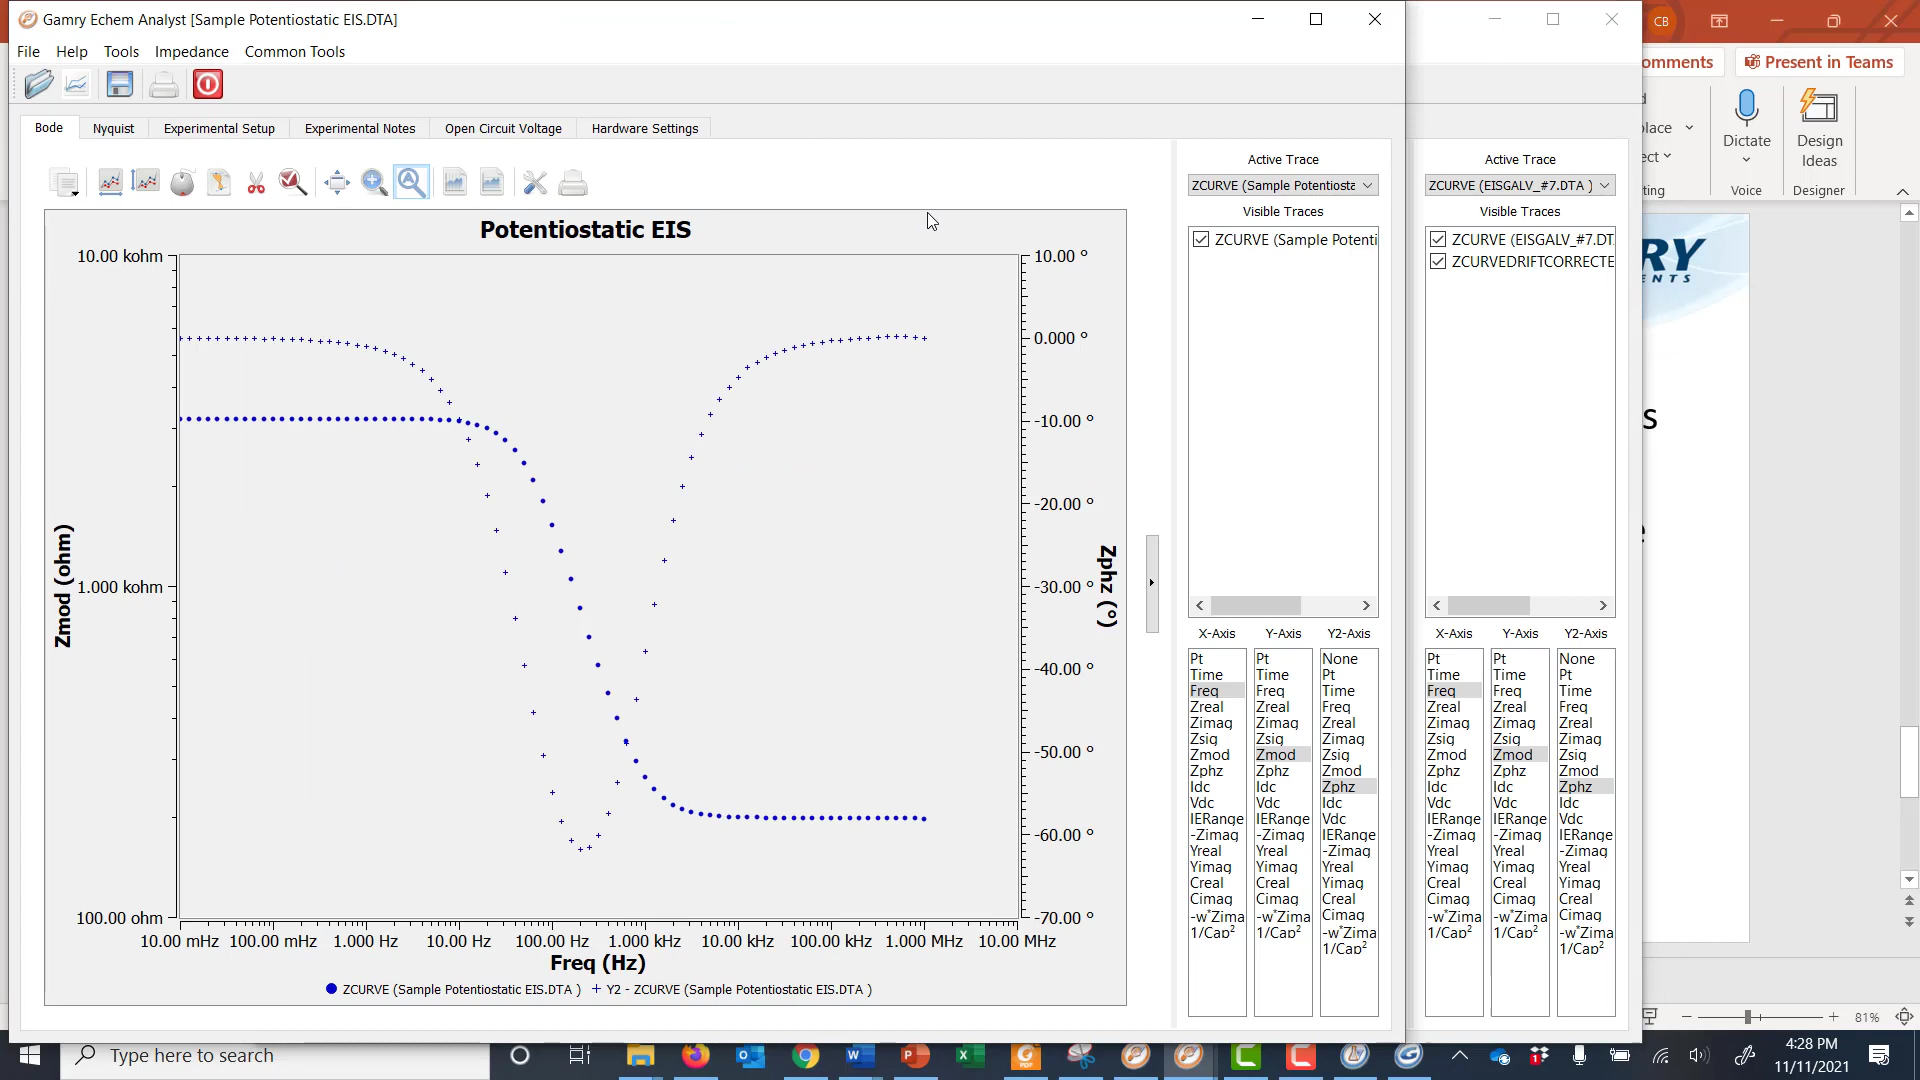 Gamry Echem Analyst [Sample Potentiostatic EIS.DTA]
CB
File Help Tools Impedance Common Tools
omments
Present in Teams
lace
ect
ting
Dictate
Voice
Design
Ideas
Designer
Bode Nyquist Experimental Setup Experimental Notes Open Circuit Voltage Hardware Settings
Potentiostatic EIS
10.00 kohm
1.000 kohm
100.00 ohm
Zmod (ohm)
10.00 °
0.000 °
-10.00 °
-20.00 °
-30.00 °
-40.00 °
-50.00 °
-60.00 °
-70.00 °
Zphz (°)
10.00 mHz 100.00 mHz 1.000 Hz 10.00 Hz 100.00 Hz 1.000 kHz 10.00 kHz 100.00 kHz 1.000 MHz 10.00 MHz
Freq (Hz)
ZCURVE (Sample Potentiostatic EIS.DTA ) + Y2 - ZCURVE (Sample Potentiostatic EIS.DTA )
Active Trace
ZCURVE (Sample Potentiosta
Visible Traces
ZCURVE (Sample Potenti
X-Axis Y-Axis Y2-Axis
Pt Pt None
Time Time Pt
Freq Freq Time
Zreal Zreal Freq
Zimag Zimag Zreal
Zsig Zsig Zimag
Zmod Zmod Zsig
Zphz Zphz Zmod
Idc Idc Zphz
Vdc Vdc Idc
IERange IERange Vdc
-Zimag -Zimag IERange
Yreal Yreal -Zimag
Yimag Yimag Yreal
Creal Creal Yimag
Cimag Cimag Creal
-w*Zima -w*Zima Cimag
1/Cap² 1/Cap² -w*Zima
1/Cap²
Active Trace
ZCURVE (EISGALV_#7.DTA )
Visible Traces
ZCURVE (EISGALV_#7.DT
ZCURVEDRIFTCORRECTE
X-Axis Y-Axis Y2-Axis
Pt Pt None
Time Time Pt
Freq Freq Time
Zreal Zreal Freq
Zimag Zimag Zreal
Zsig Zsig Zimag
Zmod Zmod Zsig
Zphz Zphz Zmod
Idc Idc Zphz
Vdc Vdc Idc
IERange IERange Vdc
-Zimag -Zimag IERange
Yreal Yreal -Zimag
Yimag Yimag Yreal
Creal Creal Yimag
Cimag Cimag Creal
-w*Zima -w*Zima Cimag
1/Cap² 1/Cap² -w*Zima
1/Cap²
RY
ENTS
s
e
81%
Type here to search
4:28 PM
11/11/2021